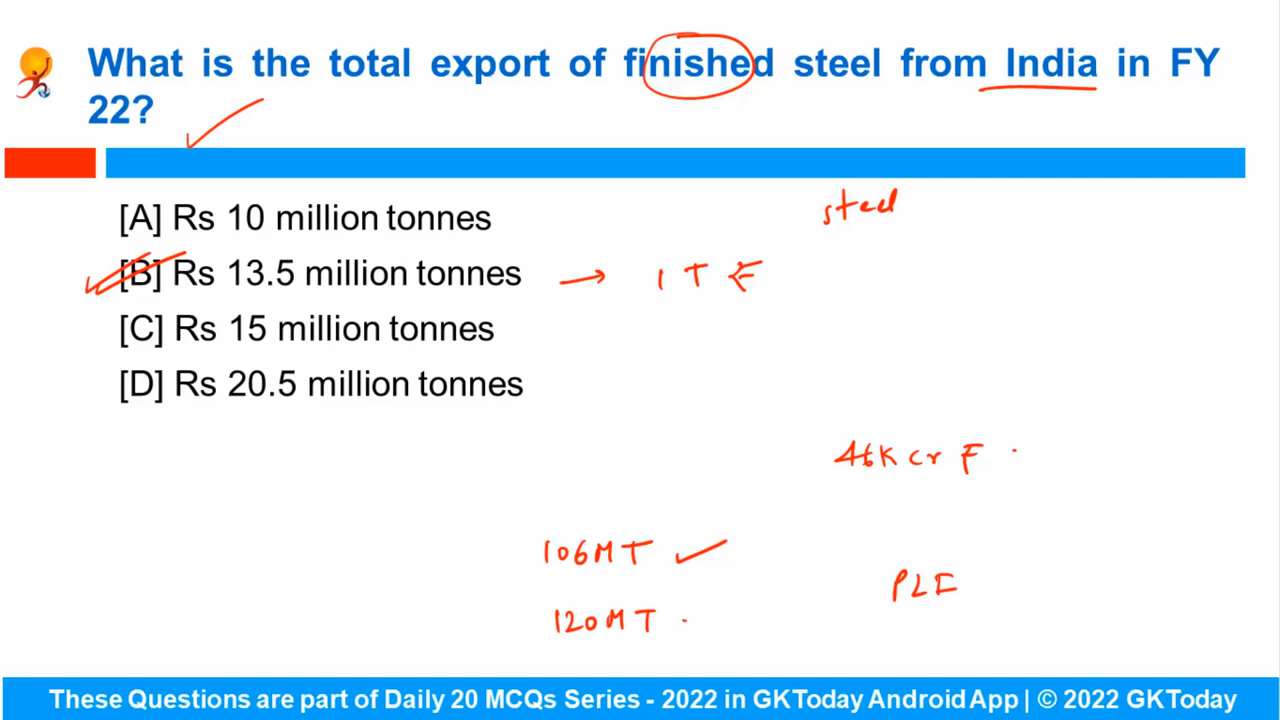 What is the total export of finished steel from India in FY
22?
[A] Rs 10 million tonnes
steel
[B] Rs 13.5 million tonnes
[C] Rs 15 million tonnes
[D] Rs 20.5 million tonnes
46K Cr
106MT
120MT
These Questions are part of Daily 20 MCQs Series - 2022 in GKToday Android App | © 2022 GKToday